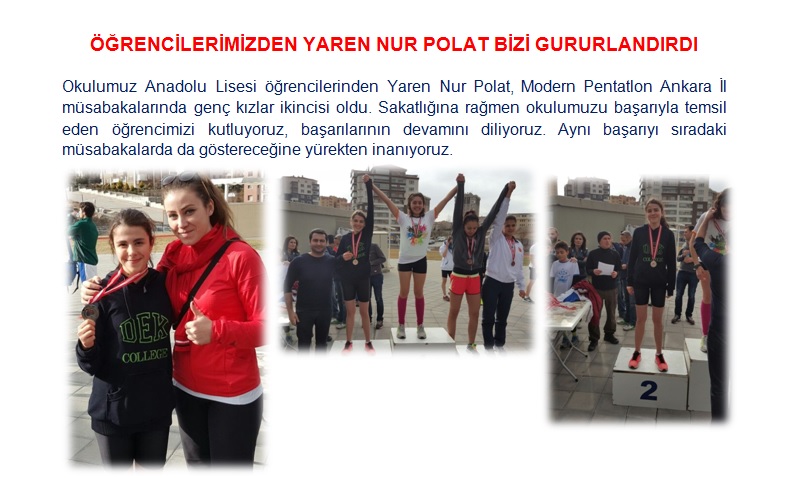 ÖĞRENCİLERİMİZDEN YAREN NUR POLAT BİZİ GURURLANDIRDI
Okulumuz Anadolu Lisesi öğrencilerinden Yaren Nur Polat, Modern Pentatlon Ankara İl
müsabakalarında genç kızlar ikincisi oldu. Sakatlığına rağmen okulumuzu başarıyla temsil
eden öğrencimizi kutluyoruz, başarılarının devamını diliyoruz. Aynı başarıyı sıradaki
müsabakalarda da göstereceğine yürekten inanıyoruz.
DEK
COLLEGE
2